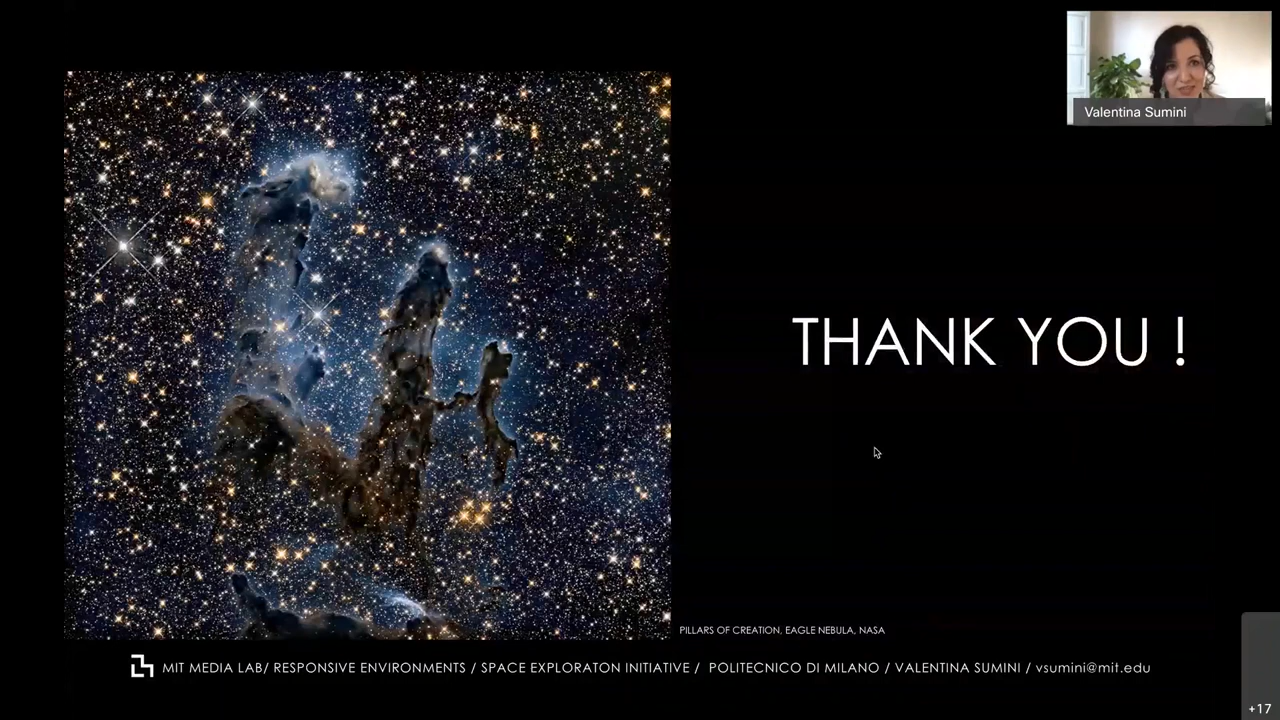 Valentina Sumini
THANK YOU !
PILLARS OF CREATION, EAGLE NEBULA, NASA
MIT MEDIA LAB/ RESPONSIVE ENVIRONMENTS / SPACE EXPLORATON INITIATIVE / POLITECNICO DI MILANO / VALENTINA SUMINI / vsumini@mit.edu
+17